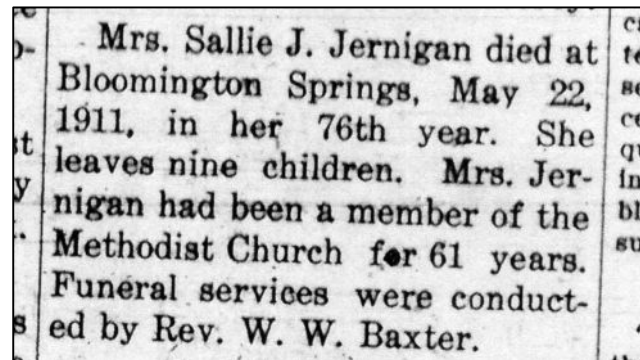 Mrs. Sallie J. Jernigan died at
Bloomington Springs, May 22,
1911, in her 76th year. She
leaves nine children. Mrs. Jer-
nigan had been a member of the
Methodist Church for 61 years.
Funeral services were conduct-
ed by Rev. W. W. Baxter.